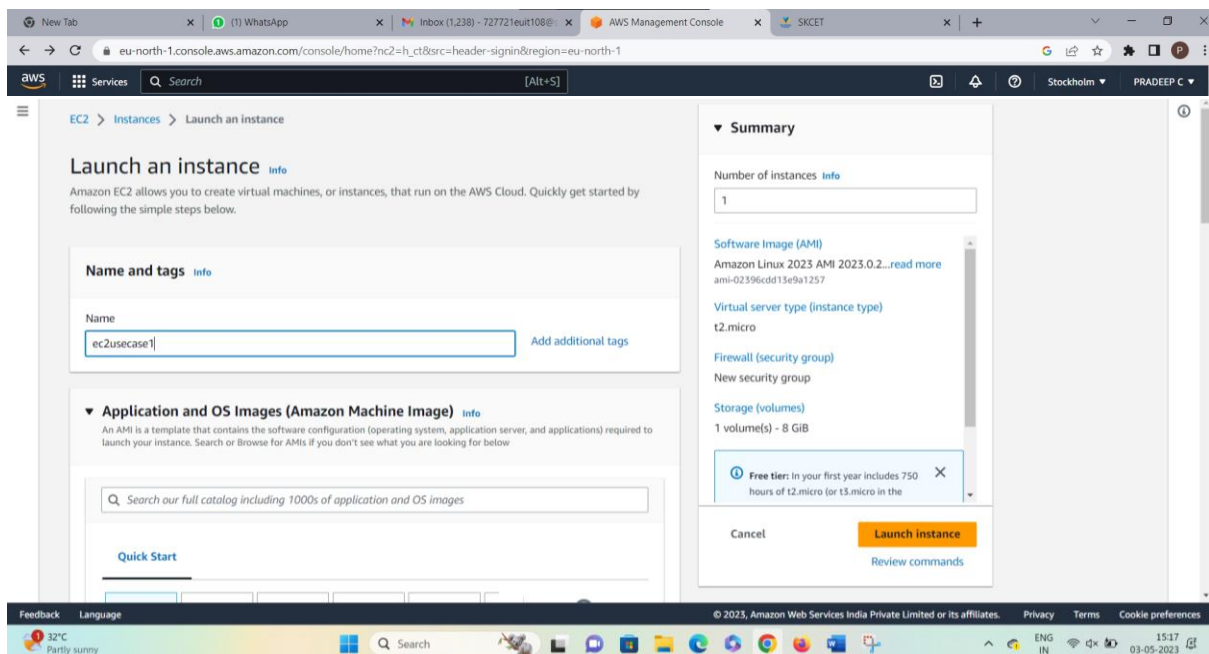 New Tab
(1) WhatsApp
Inbox (1,238) - 727721euit108@
AWS Management Console
SKCET
eu-north-1.console.aws.amazon.com/console/home?nc2=h_ct&src=header-signin&region=eu-north-1
G
P
aws
Services
Search
[Alt+S]
Stockholm
PRADEEP C
EC2 > Instances > Launch an instance
Launch an instance Info
Amazon EC2 allows you to create virtual machines, or instances, that run on the AWS Cloud. Quickly get started by
following the simple steps below.
Name and tags Info
Name
ec2usecase1
Add additional tags
Application and OS Images (Amazon Machine Image) Info
An AMI is a template that contains the software configuration (operating system, application server, and applications) required to
launch your instance. Search or Browse for AMIs if you don't see what you are looking for below
Search our full catalog including 1000s of application and OS images
Quick Start
Summary
Number of instances Info
1
Software Image (AMI)
Amazon Linux 2023 AMI 2023.0.2...read more
ami-02396cdd13e9a1257
Virtual server type (instance type)
t2.micro
Firewall (security group)
New security group
Storage (volumes)
1 volume(s) - 8 GiB
Free tier: In your first year includes 750
hours of t2.micro (or t3.micro in the
Cancel
Launch instance
Review commands
Feedback
Language
© 2023, Amazon Web Services India Private Limited or its affiliates.
Privacy
Terms
Cookie preferences
1
32°C
Partly sunny
Search
ENG
IN
15:17
03-05-2023